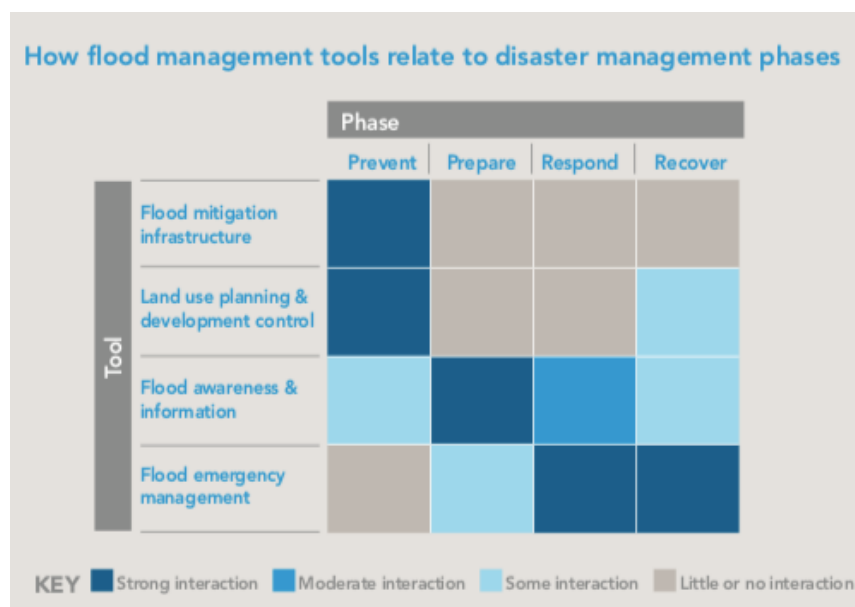 How flood management tools relate to disaster management phases
Phase
Prevent Prepare Respond Recover
Tool
Flood mitigation
infrastructure
Land use planning &
development control
Flood awareness &
information
Flood emergency
management
KEY Strong interaction Moderate interaction Some interaction Little or no interaction